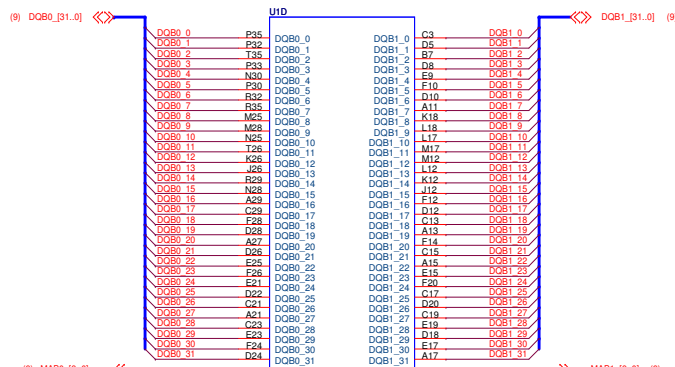 U1D
(9) DQB0_[31..0] DQB1_[31..0] (9
DQB0_0 P35 DQB0_0 DQB1_0 C3 DQB1_0
DQB0_1 P32 DQB0_1 DQB1_1 D5 DQB1_1
DQB0_2 T35 DQB0_2 DQB1_2 B7 DQB1_2
DQB0_3 P33 DQB0_3 DQB1_3 D8 DQB1_3
DQB0_4 N30 DQB0_4 DQB1_4 E9 DQB1_4
DQB0_5 P30 DQB0_5 DQB1_5 F10 DQB1_5
DQB0_6 R32 DQB0_6 DQB1_6 D10 DQB1_6
DQB0_7 R35 DQB0_7 DQB1_7 A11 DQB1_7
DQB0_8 M25 DQB0_8 DQB1_8 K18 DQB1_8
DQB0_9 M28 DQB0_9 DQB1_9 L18 DQB1_9
DQB0_10 N25 DQB0_10 DQB1_10 L17 DQB1_10
DQB0_11 T26 DQB0_11 DQB1_11 M17 DQB1_11
DQB0_12 K26 DQB0_12 DQB1_12 M12 DQB1_12
DQB0_13 J26 DQB0_13 DQB1_13 L12 DQB1_13
DQB0_14 R29 DQB0_14 DQB1_14 K12 DQB1_14
DQB0_15 N28 DQB0_15 DQB1_15 J12 DQB1_15
DQB0_16 A29 DQB0_16 DQB1_16 F12 DQB1_16
DQB0_17 C29 DQB0_17 DQB1_17 D12 DQB1_17
DQB0_18 F28 DQB0_18 DQB1_18 C13 DQB1_18
DQB0_19 D28 DQB0_19 DQB1_19 A13 DQB1_19
DQB0_20 A27 DQB0_20 DQB1_20 F14 DQB1_20
DQB0_21 D26 DQB0_21 DQB1_21 C15 DQB1_21
DQB0_22 E25 DQB0_22 DQB1_22 A15 DQB1_22
DQB0_23 F26 DQB0_23 DQB1_23 E15 DQB1_23
DQB0_24 E21 DQB0_24 DQB1_24 F20 DQB1_24
DQB0_25 D22 DQB0_25 DQB1_25 C17 DQB1_25
DQB0_26 C21 DQB0_26 DQB1_26 D20 DQB1_26
DQB0_27 A21 DQB0_27 DQB1_27 C19 DQB1_27
DQB0_28 C23 DQB0_28 DQB1_28 E19 DQB1_28
DQB0_29 E23 DQB0_29 DQB1_29 D18 DQB1_29
DQB0_30 F24 DQB0_30 DQB1_30 E17 DQB1_30
DQB0_31 D24 DQB0_31 DQB1_31 A17 DQB1_31